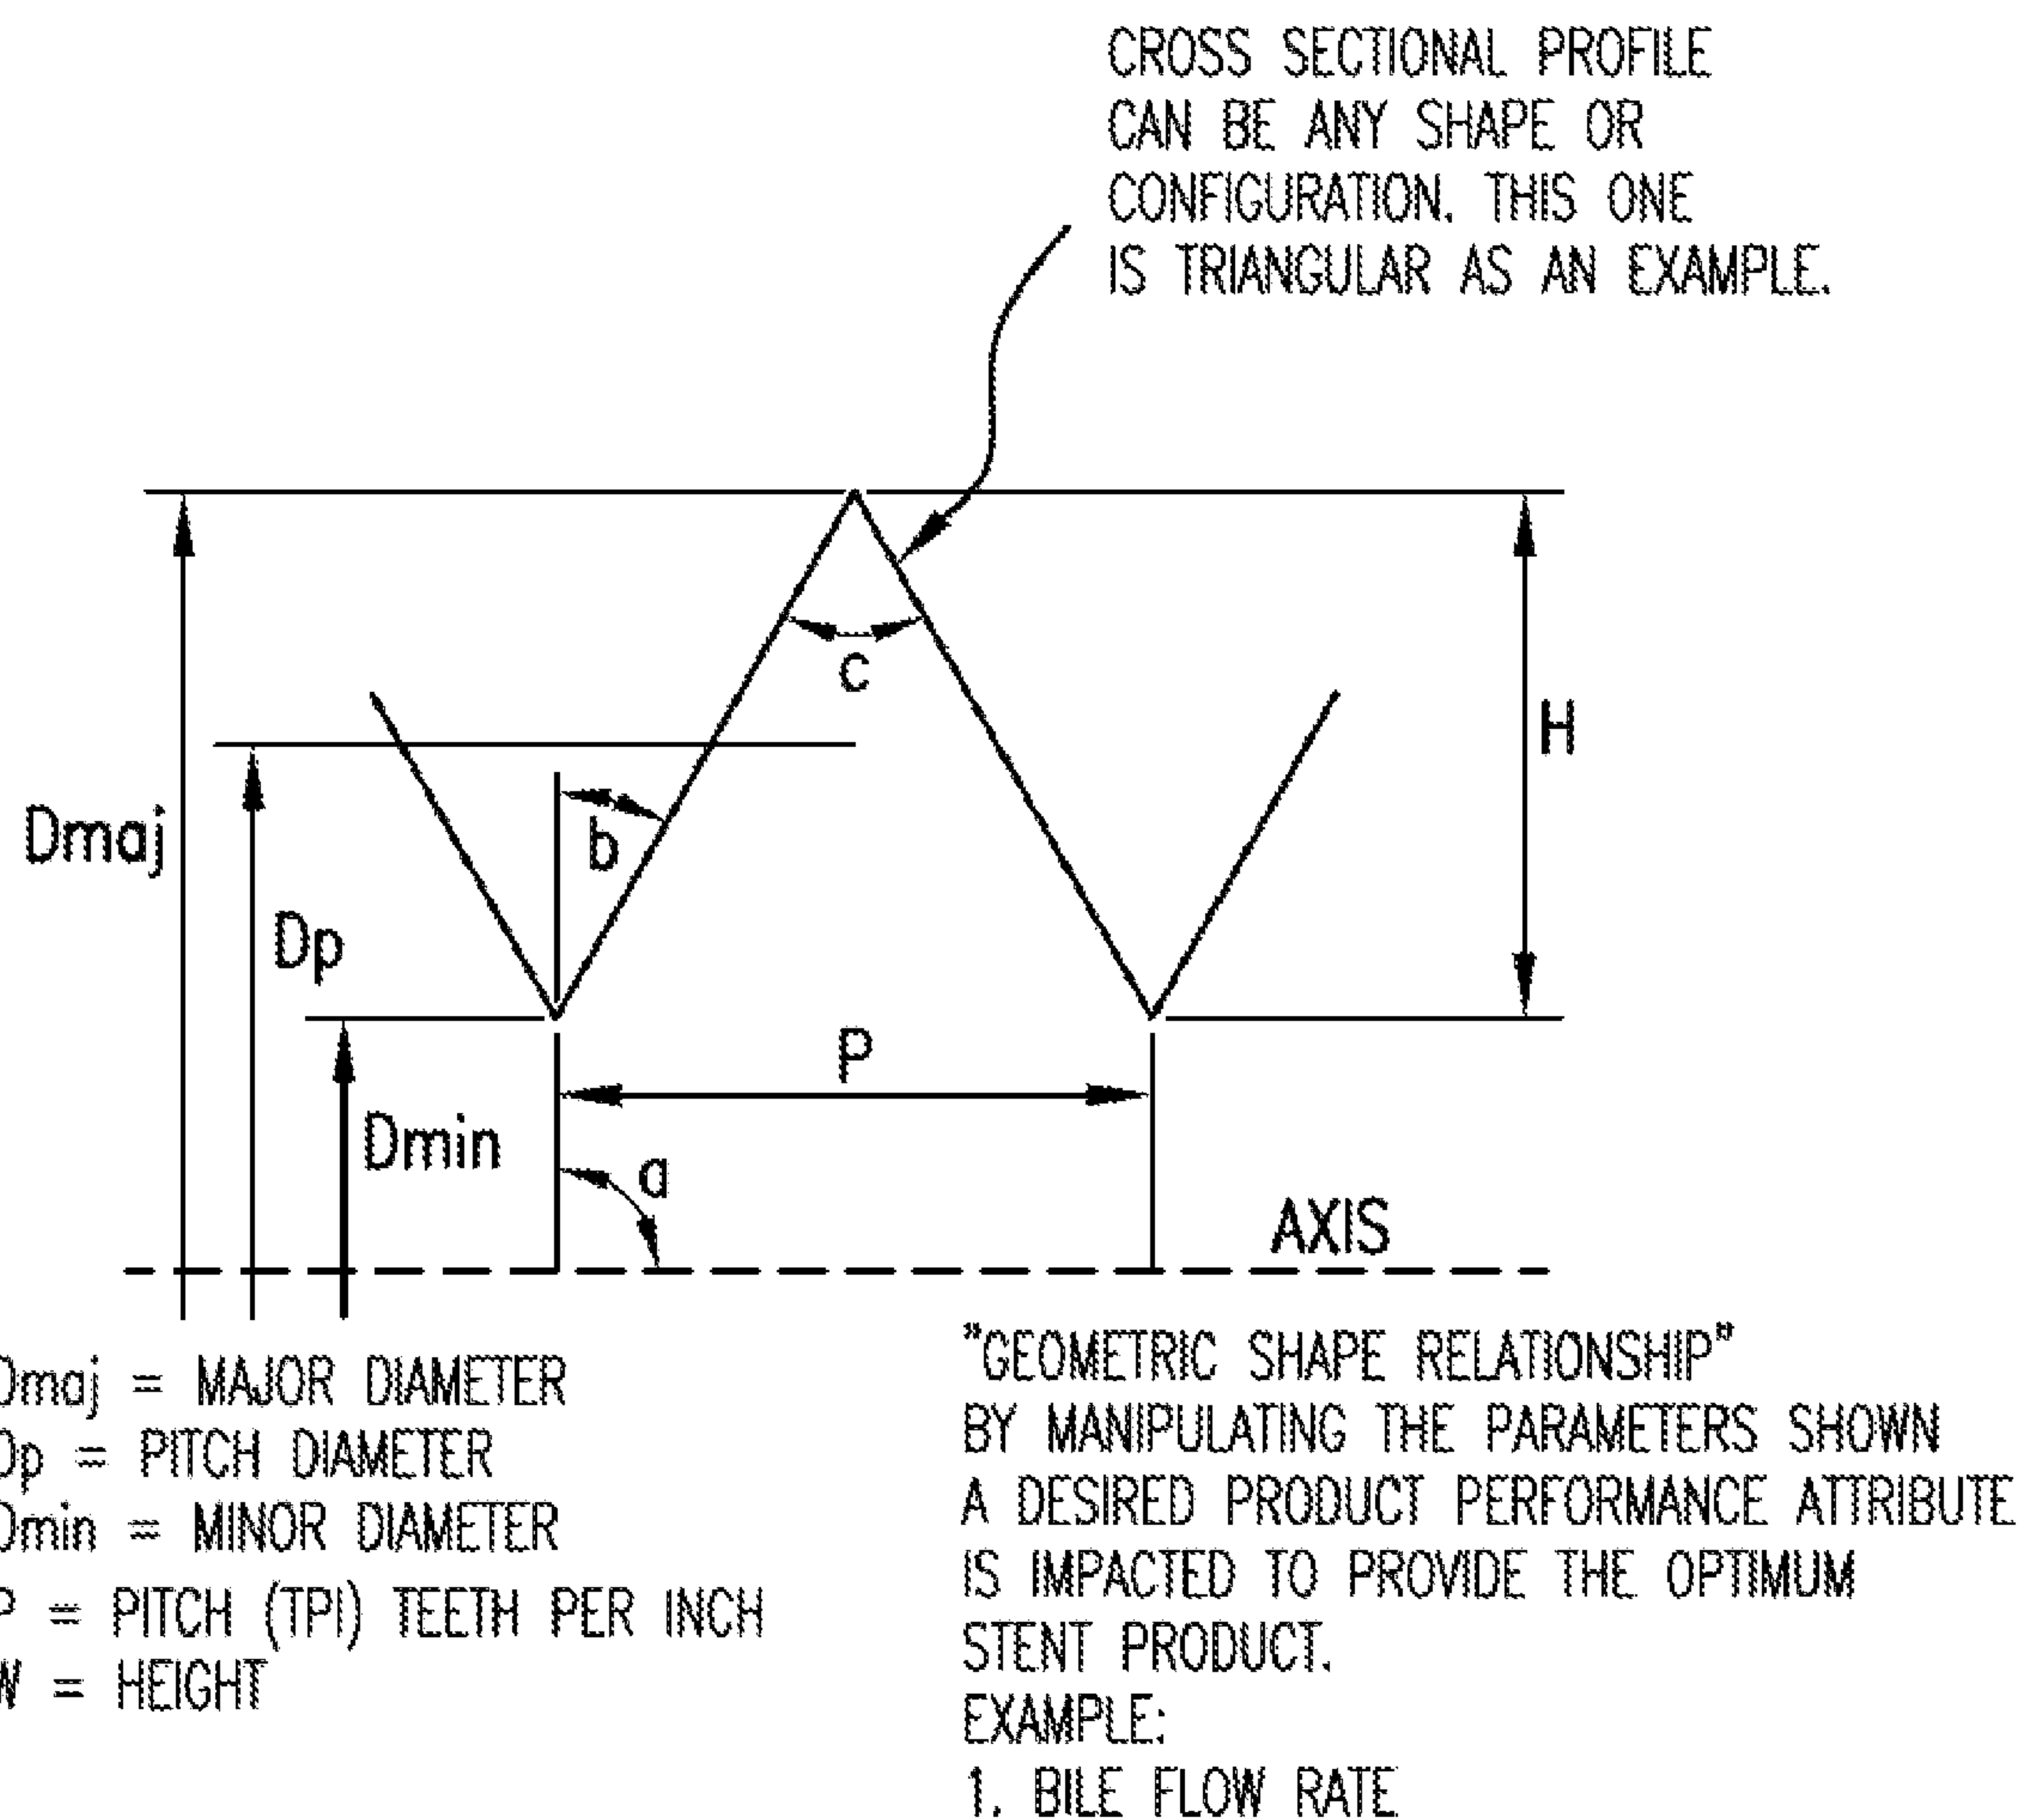 CROSS SECTIONAL PROFILE
CAN BE ANY SHAPE OR
CONFIGURATION. THIS ONE
IS TRIANGULAR AS AN EXAMPLE.
c
H
b
Dmaj
Dp
P
Dmin
a
AXIS
Dmaj = MAJOR DIAMETER
Dp = PITCH DIAMETER
Dmin = MINOR DIAMETER
P = PITCH (TPI) TEETH PER INCH
W = HEIGHT
"GEOMETRIC SHAPE RELATIONSHIP"
BY MANIPULATING THE PARAMETERS SHOWN
A DESIRED PRODUCT PERFORMANCE ATTRIBUTE
IS IMPACTED TO PROVIDE THE OPTIMUM
STENT PRODUCT.
EXAMPLE:
1. BILE FLOW RATE